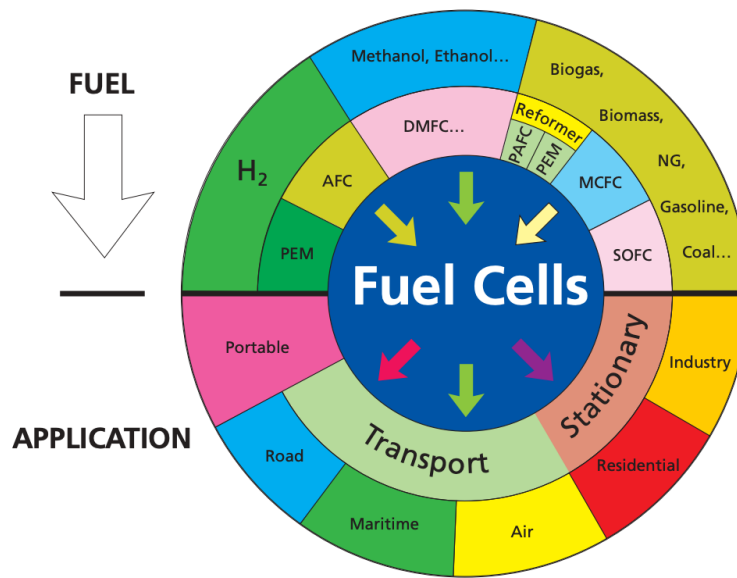 FUEL
Methanol, Ethanol...
Biogas,
Biomass,
NG,
Gasoline,
Coal...
H2
AFC
PEM
DMFC...
Reformer
PAFC
PEM
MCFC
SOFC
Fuel Cells
APPLICATION
Portable
Transport
Stationary
Road
Maritime
Air
Residential
Industry